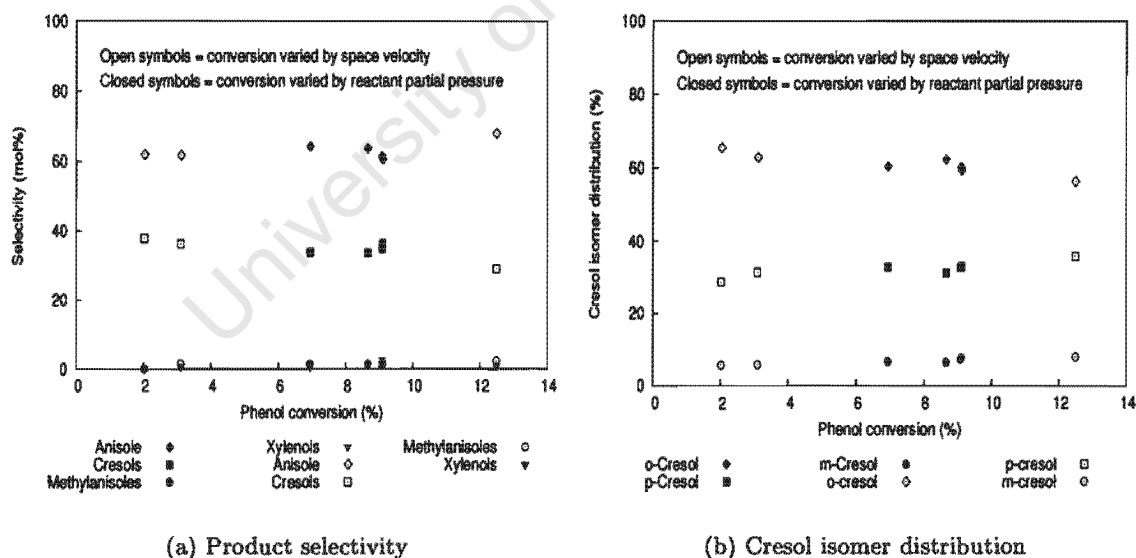 100
80
60
40
20
0
Selectivity (mol%)
Open symbols = conversion varied by space velocity
Closed symbols = conversion varied by reactant partial pressure
0 2 4 6 8 10 12 14
Phenol conversion (%)
Anisole
Cresols
Methylanisoles
Xylenols
Anisole
Cresols
Methylanisoles
Xylenols
(a) Product selectivity
100
80
60
40
20
0
Cresol isomer distribution (%)
Open symbols = conversion varied by space velocity
Closed symbols = conversion varied by reactant partial pressure
0 2 4 6 8 10 12 14
Phenol conversion (%)
o-Cresol
p-Cresol
m-Cresol
o-cresol
p-cresol
m-cresol
(b) Cresol isomer distribution
University of